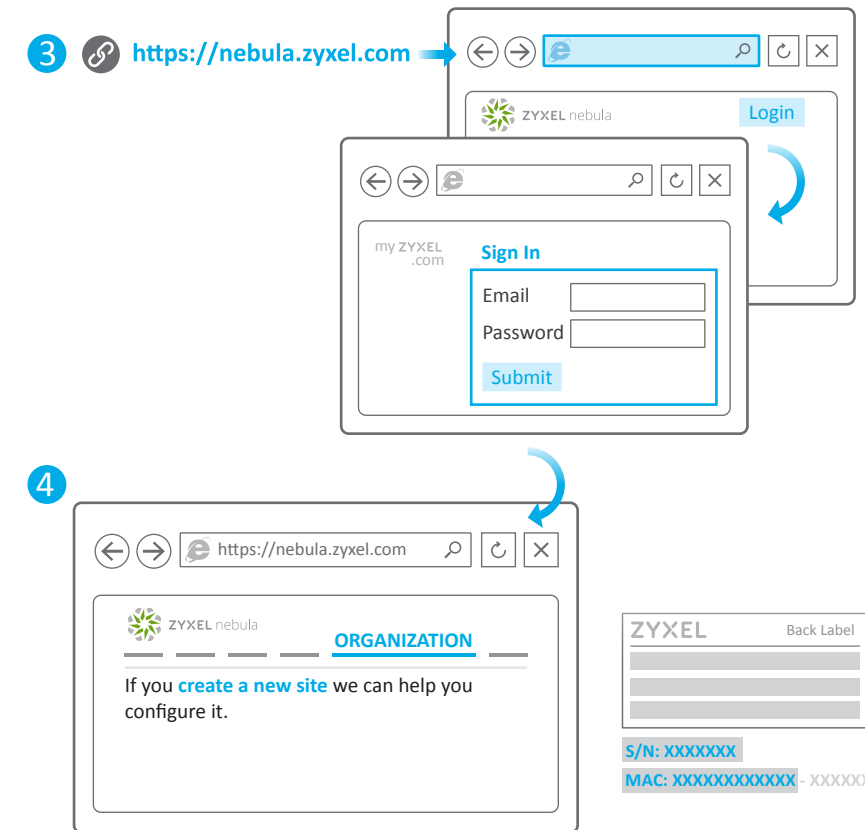 3 https://nebula.zyxel.com
ZYXEL nebula
Login
my ZYXEL
.com
Sign In
Email
Password
Submit
4
https://nebula.zyxel.com
ZYXEL nebula
ORGANIZATION
If you create a new site we can help you
configure it.
ZYXEL Back Label
S/N: XXXXXXX
MAC: XXXXXXXXXXXX - XXXXXX